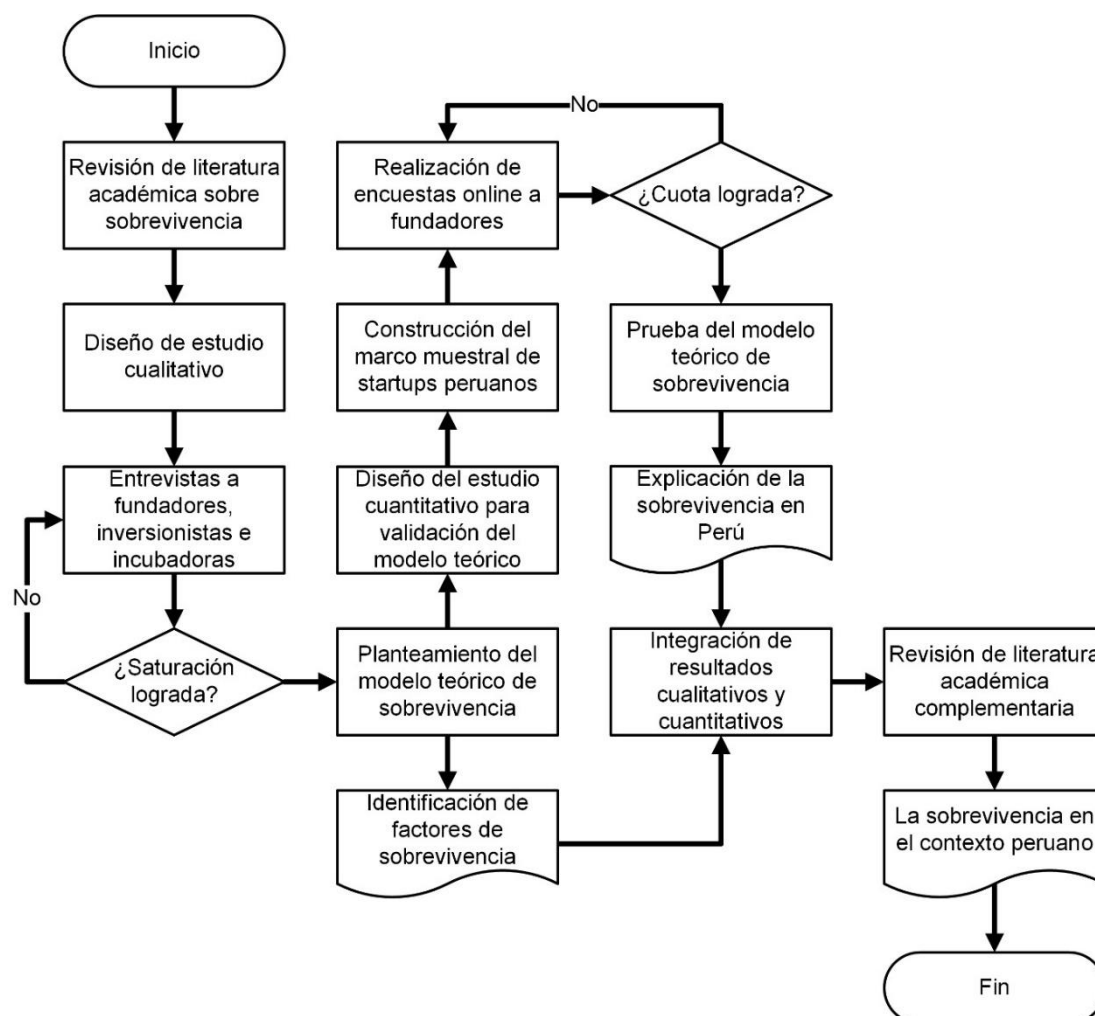 Inicio
Revisión de literatura
académica sobre
sobrevivencia
Diseño de estudio
cualitativo
Entrevistas a
fundadores,
inversionistas e
incubadoras
No
¿Saturación
lograda?
Planteamiento del
modelo teórico de
sobrevivencia
Identificación de
factores de
sobrevivencia
Diseño del estudio
cuantitativo para
validación del
modelo teórico
Construcción del
marco muestral de
startups peruanos
Realización de
encuestas online a
fundadores
No
¿Cuota lograda?
Prueba del modelo
teórico de
sobrevivencia
Explicación de la
sobrevivencia en
Perú
Integración de
resultados
cualitativos y
cuantitativos
Revisión de literatura
académica
complementaria
La sobrevivencia en
el contexto peruano
Fin